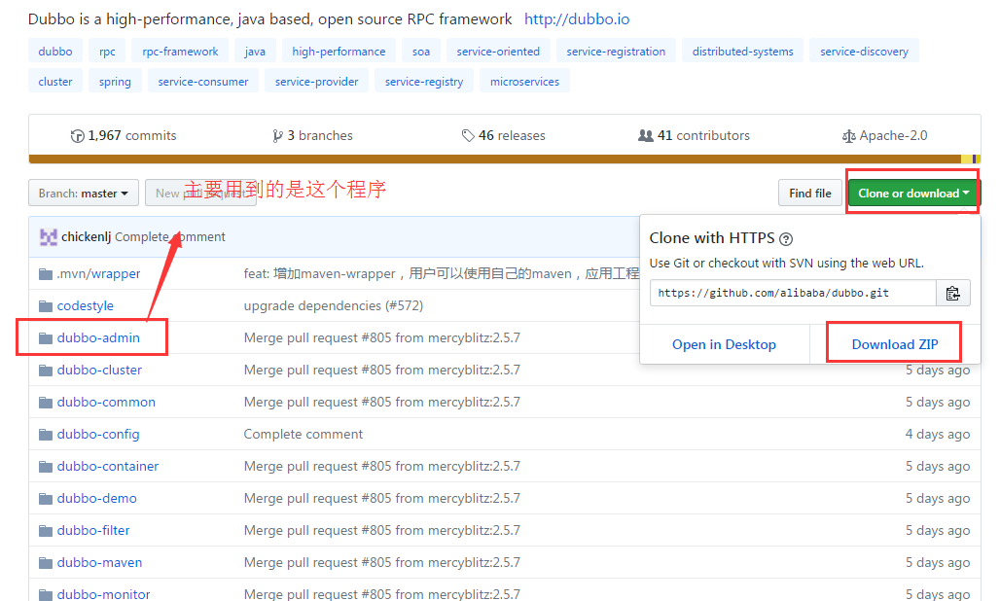 Dubbo is a high-performance, java based, open source RPC framework http://dubbo.io
dubbo rpc rpc-framework java high-performance soa service-oriented service-registration distributed-systems service-discovery
cluster spring service-consumer service-provider service-registry microservices
1,967 commits 3 branches 46 releases 41 contributors Apache-2.0
主要用到的是这个程序
Branch: master New pull request Find file Clone or download
chickenlj Complete comment
Clone with HTTPS
Use Git or checkout with SVN using the web URL.
https://github.com/alibaba/dubbo.git
Open in Desktop Download ZIP
.mvn/wrapper feat: 增加maven-wrapper，用户可以使用自己的maven，应用工程
codestyle upgrade dependencies (#572)
dubbo-admin Merge pull request #805 from mercyblitz:2.5.7
dubbo-cluster Merge pull request #805 from mercyblitz:2.5.7 5 days ago
dubbo-common Merge pull request #805 from mercyblitz:2.5.7 5 days ago
dubbo-config Complete comment 4 days ago
dubbo-container Merge pull request #805 from mercyblitz:2.5.7 5 days ago
dubbo-demo Merge pull request #805 from mercyblitz:2.5.7 5 days ago
dubbo-filter Merge pull request #805 from mercyblitz:2.5.7 5 days ago
dubbo-maven Merge pull request #805 from mercyblitz:2.5.7 5 days ago
dubbo-monitor Merge pull request #805 from mercyblitz:2.5.7 5 days ago